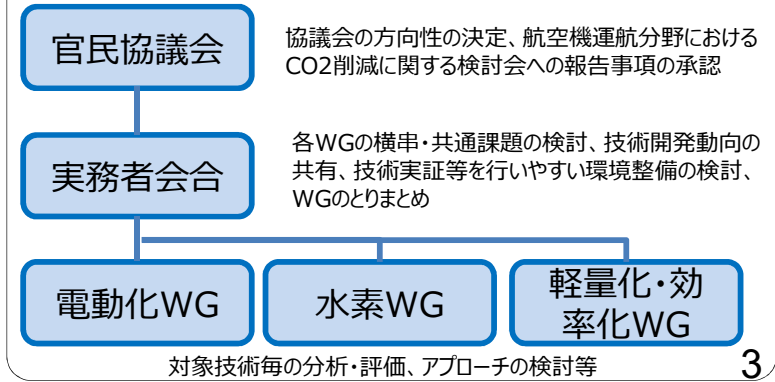 官民協議会
協議会の方向性の決定、航空機運航分野における
CO2削減に関する検討会への報告事項の承認
実務者会合
各WGの横串・共通課題の検討、技術開発動向の
共有、技術実証等を行いやすい環境整備の検討、
WGのとりまとめ
電動化WG
水素WG
軽量化・効
率化WG
対象技術毎の分析・評価、アプローチの検討等
3